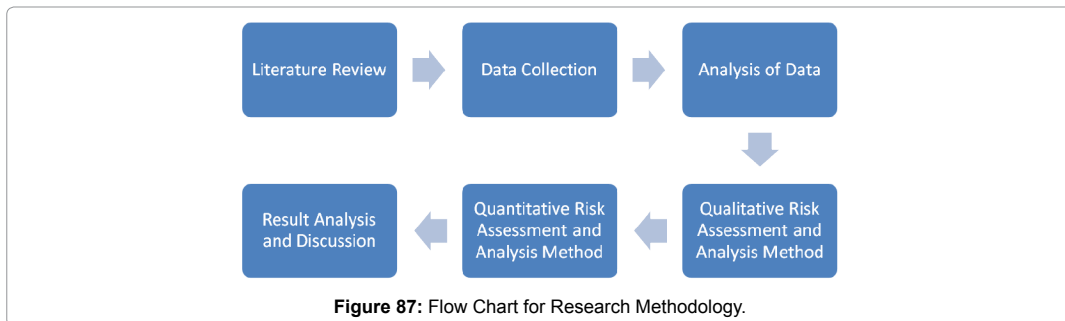 Literature Review
Data Collection
Analysis of Data
Qualitative Risk
Assessment and
Analysis Method
Quantitative Risk
Assessment and
Analysis Method
Result Analysis
and Discussion
Figure 87: Flow Chart for Research Methodology.